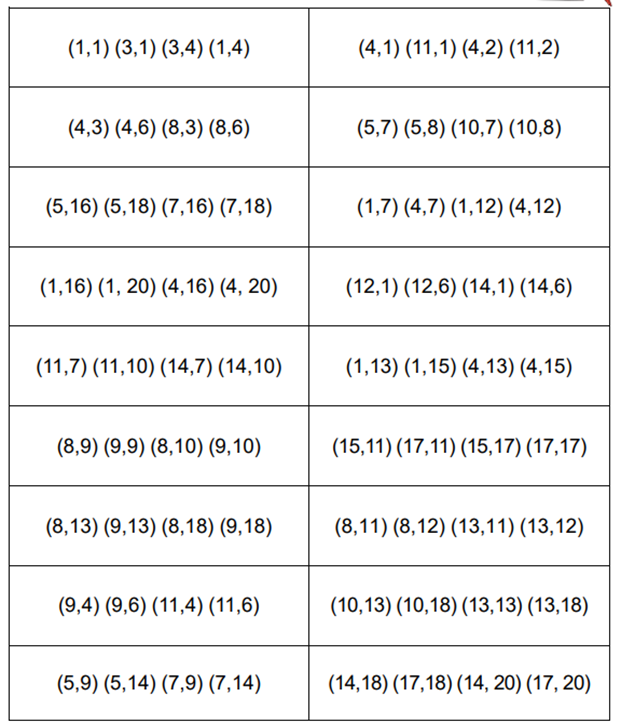 (1,1) (3,1) (3,4) (1,4)
(4,1) (11,1) (4,2) (11,2)
(4,3) (4,6) (8,3) (8,6)
(5,7) (5,8) (10,7) (10,8)
(5,16) (5,18) (7,16) (7,18)
(1,7) (4,7) (1,12) (4,12)
(1,16) (1, 20) (4,16) (4, 20)
(12,1) (12,6) (14,1) (14,6)
(11,7) (11,10) (14,7) (14,10)
(1,13) (1,15) (4,13) (4,15)
(8,9) (9,9) (8,10) (9,10)
(15,11) (17,11) (15,17) (17,17)
(8,13) (9,13) (8,18) (9,18)
(8,11) (8,12) (13,11) (13,12)
(9,4) (9,6) (11,4) (11,6)
(10,13) (10,18) (13,13) (13,18)
(5,9) (5,14) (7,9) (7,14)
(14,18) (17,18) (14, 20) (17, 20)